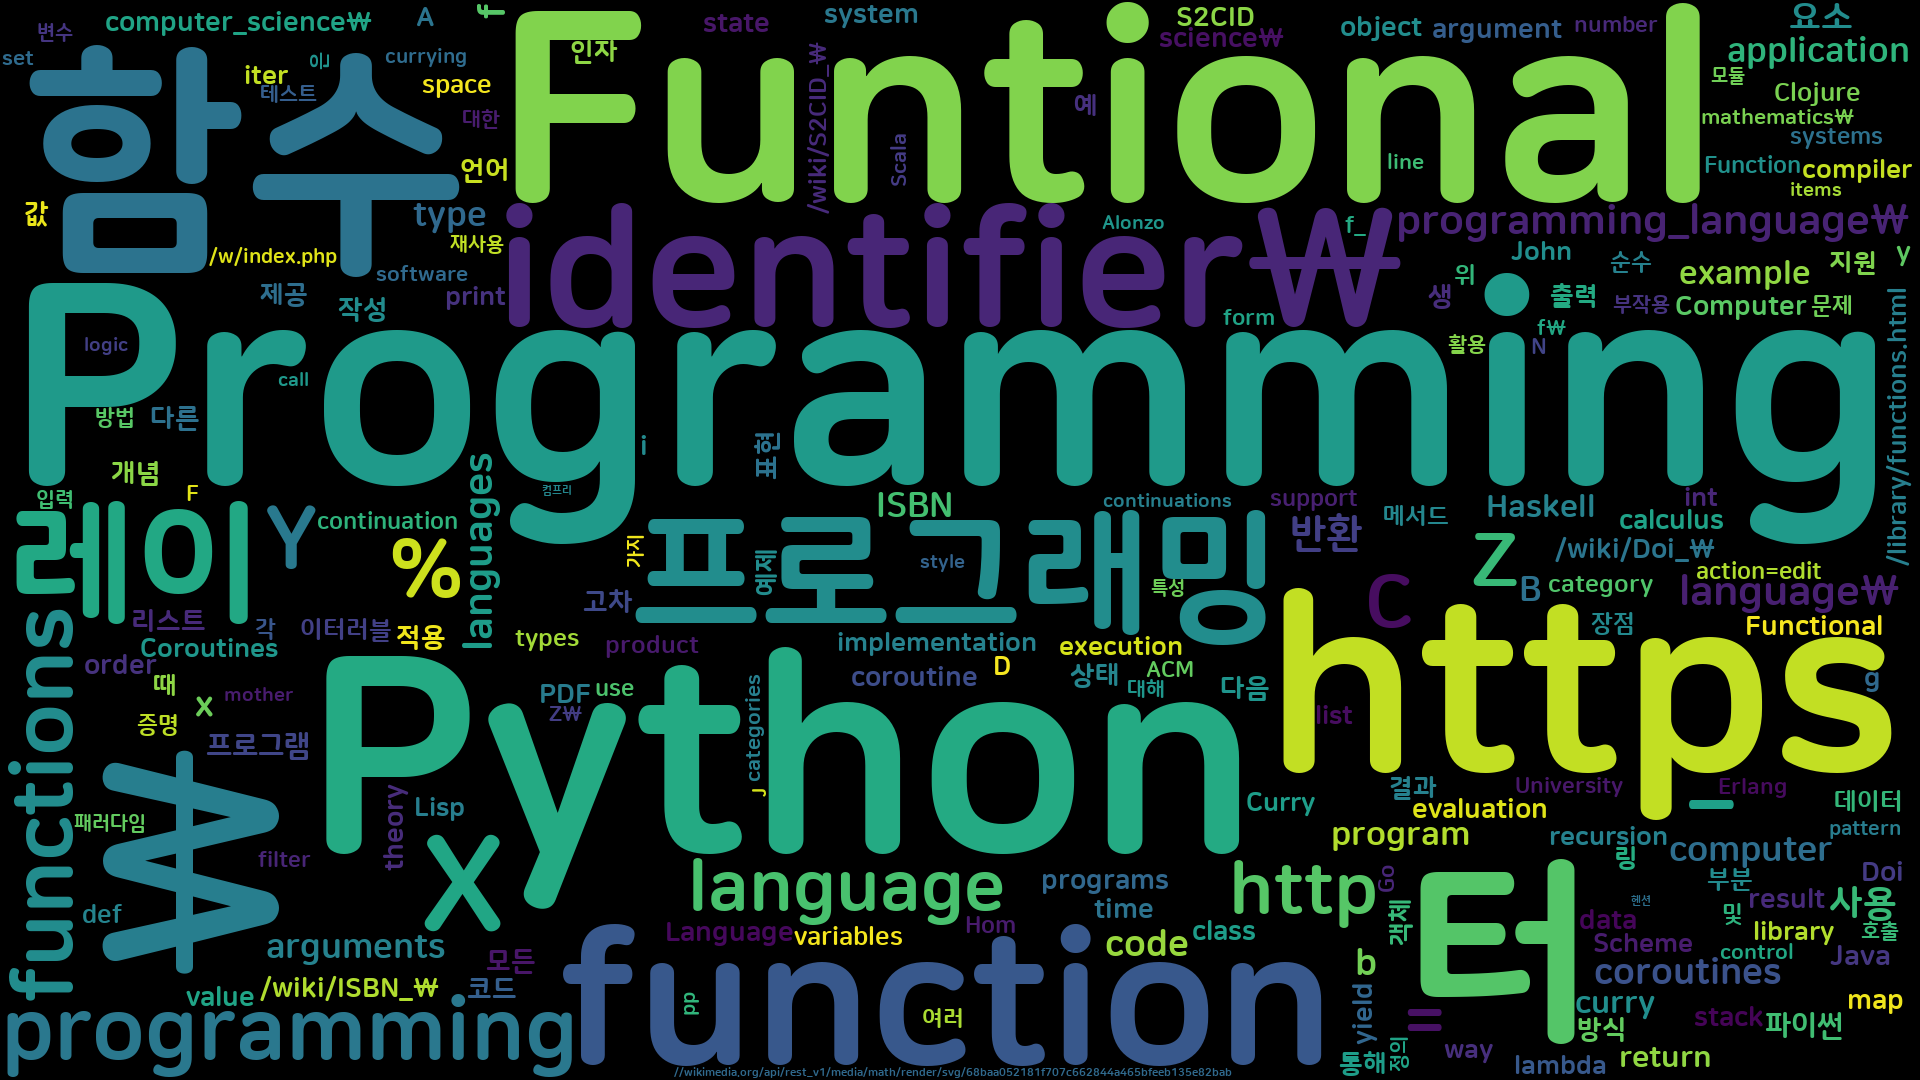 computer_science₩
A
f
state
system
S2CID
science₩
object
argument
number
요소
application
변수
set
함수
currying
iter
이
테스트
space
인자
Funtional
대한
/wiki/S2CID_₩
예
Scala
line
모듈
Clojure
mathematics₩
systems
Function
compiler
items
언어
값
type
/w/index.php
재사용
software
identifier₩
Alonzo
f_
programming_language₩
John
순수
example
지원
y
제공
작성
print
위
생
출력
부작용
Computer
문제
form
f₩
활용
N
Programming
logic
call
방법
다른
i
표현
/library/functions.html
개념
입력
F
레이
Y
continuation
%
languages
컴프리
가지
프로그래밍
예제
style
ISBN
continuations
support
반환
메서드
Haskell
int
calculus
Z
/wiki/Doi_₩
action=edit
특성
C
B
category
language₩
functions
리스트
각
이터러블
적용
고차
types
product
implementation
execution
https
장점
Functional
Coroutines
order
때
x
mother
coroutine
D
상태
ACM
대해
다음
g
PDF
use
Z₩
categories
list
증명
프로그램
Python
J
₩
패러다임
theory
Lisp
X
filter
Curry
결과
University
_
Erlang
데이터
evaluation
program
recursion
pattern
링
computer
language
programs
time
http
Go
터
부분
Doi
result
사용
def
arguments
Language
variables
Hom
code
class
객체
헨션
data
및
library
호출
Scheme
control
Java
모든
/wiki/ISBN_₩
코드
value
function
pp
여러
b
coroutines
yield
=
curry
stack
map
파이썬
방식
programming
통해
정의
way
lambda
return
//wikimedia.org/api/rest_v1/media/math/render/svg/68baa052181f707c662844a465bfeeb135e82bab